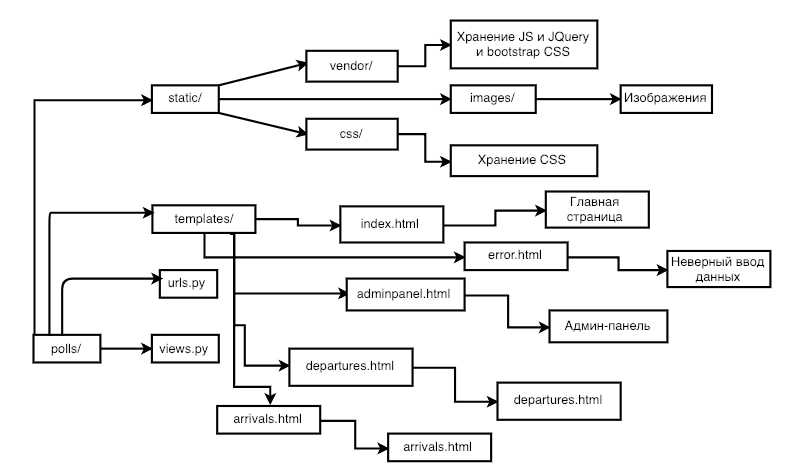 Хранение JS и JQuery
и bootstrap CSS
vendor/
static/
images/
Изображения
css/
Хранение CSS
templates/
index.html
Главная
страница
error.html
Неверный ввод
данных
urls.py
adminpanel.html
Админ-панель
polls/
views.py
departures.html
departures.html
arrivals.html
arrivals.html